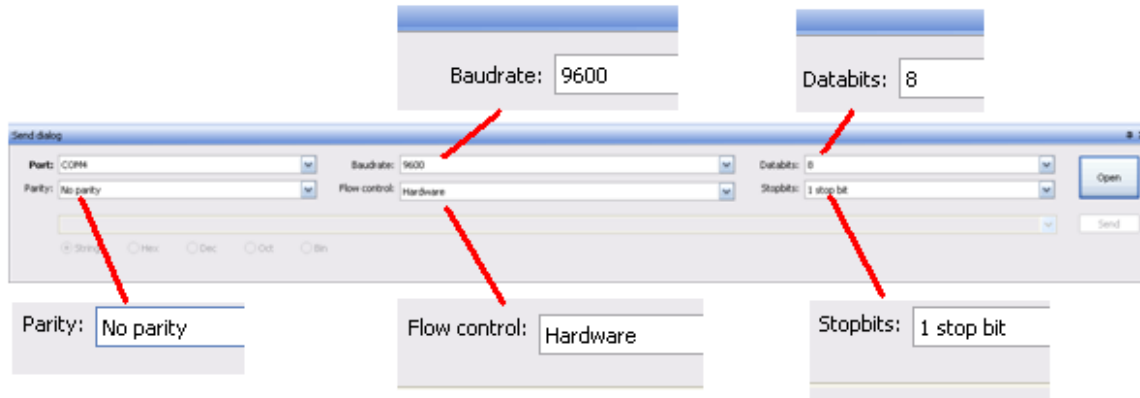 Baudrate: 9600
Databits: 8
Send dialog
Port: COM4 Baudrate: 9600 Databits: 8
Open
Parity: No parity Flow control: Hardware Stopbits: 1 stop bit
Send
String Hex Dec Oct Bin
Parity: No parity
Flow control: Hardware
Stopbits: 1 stop bit